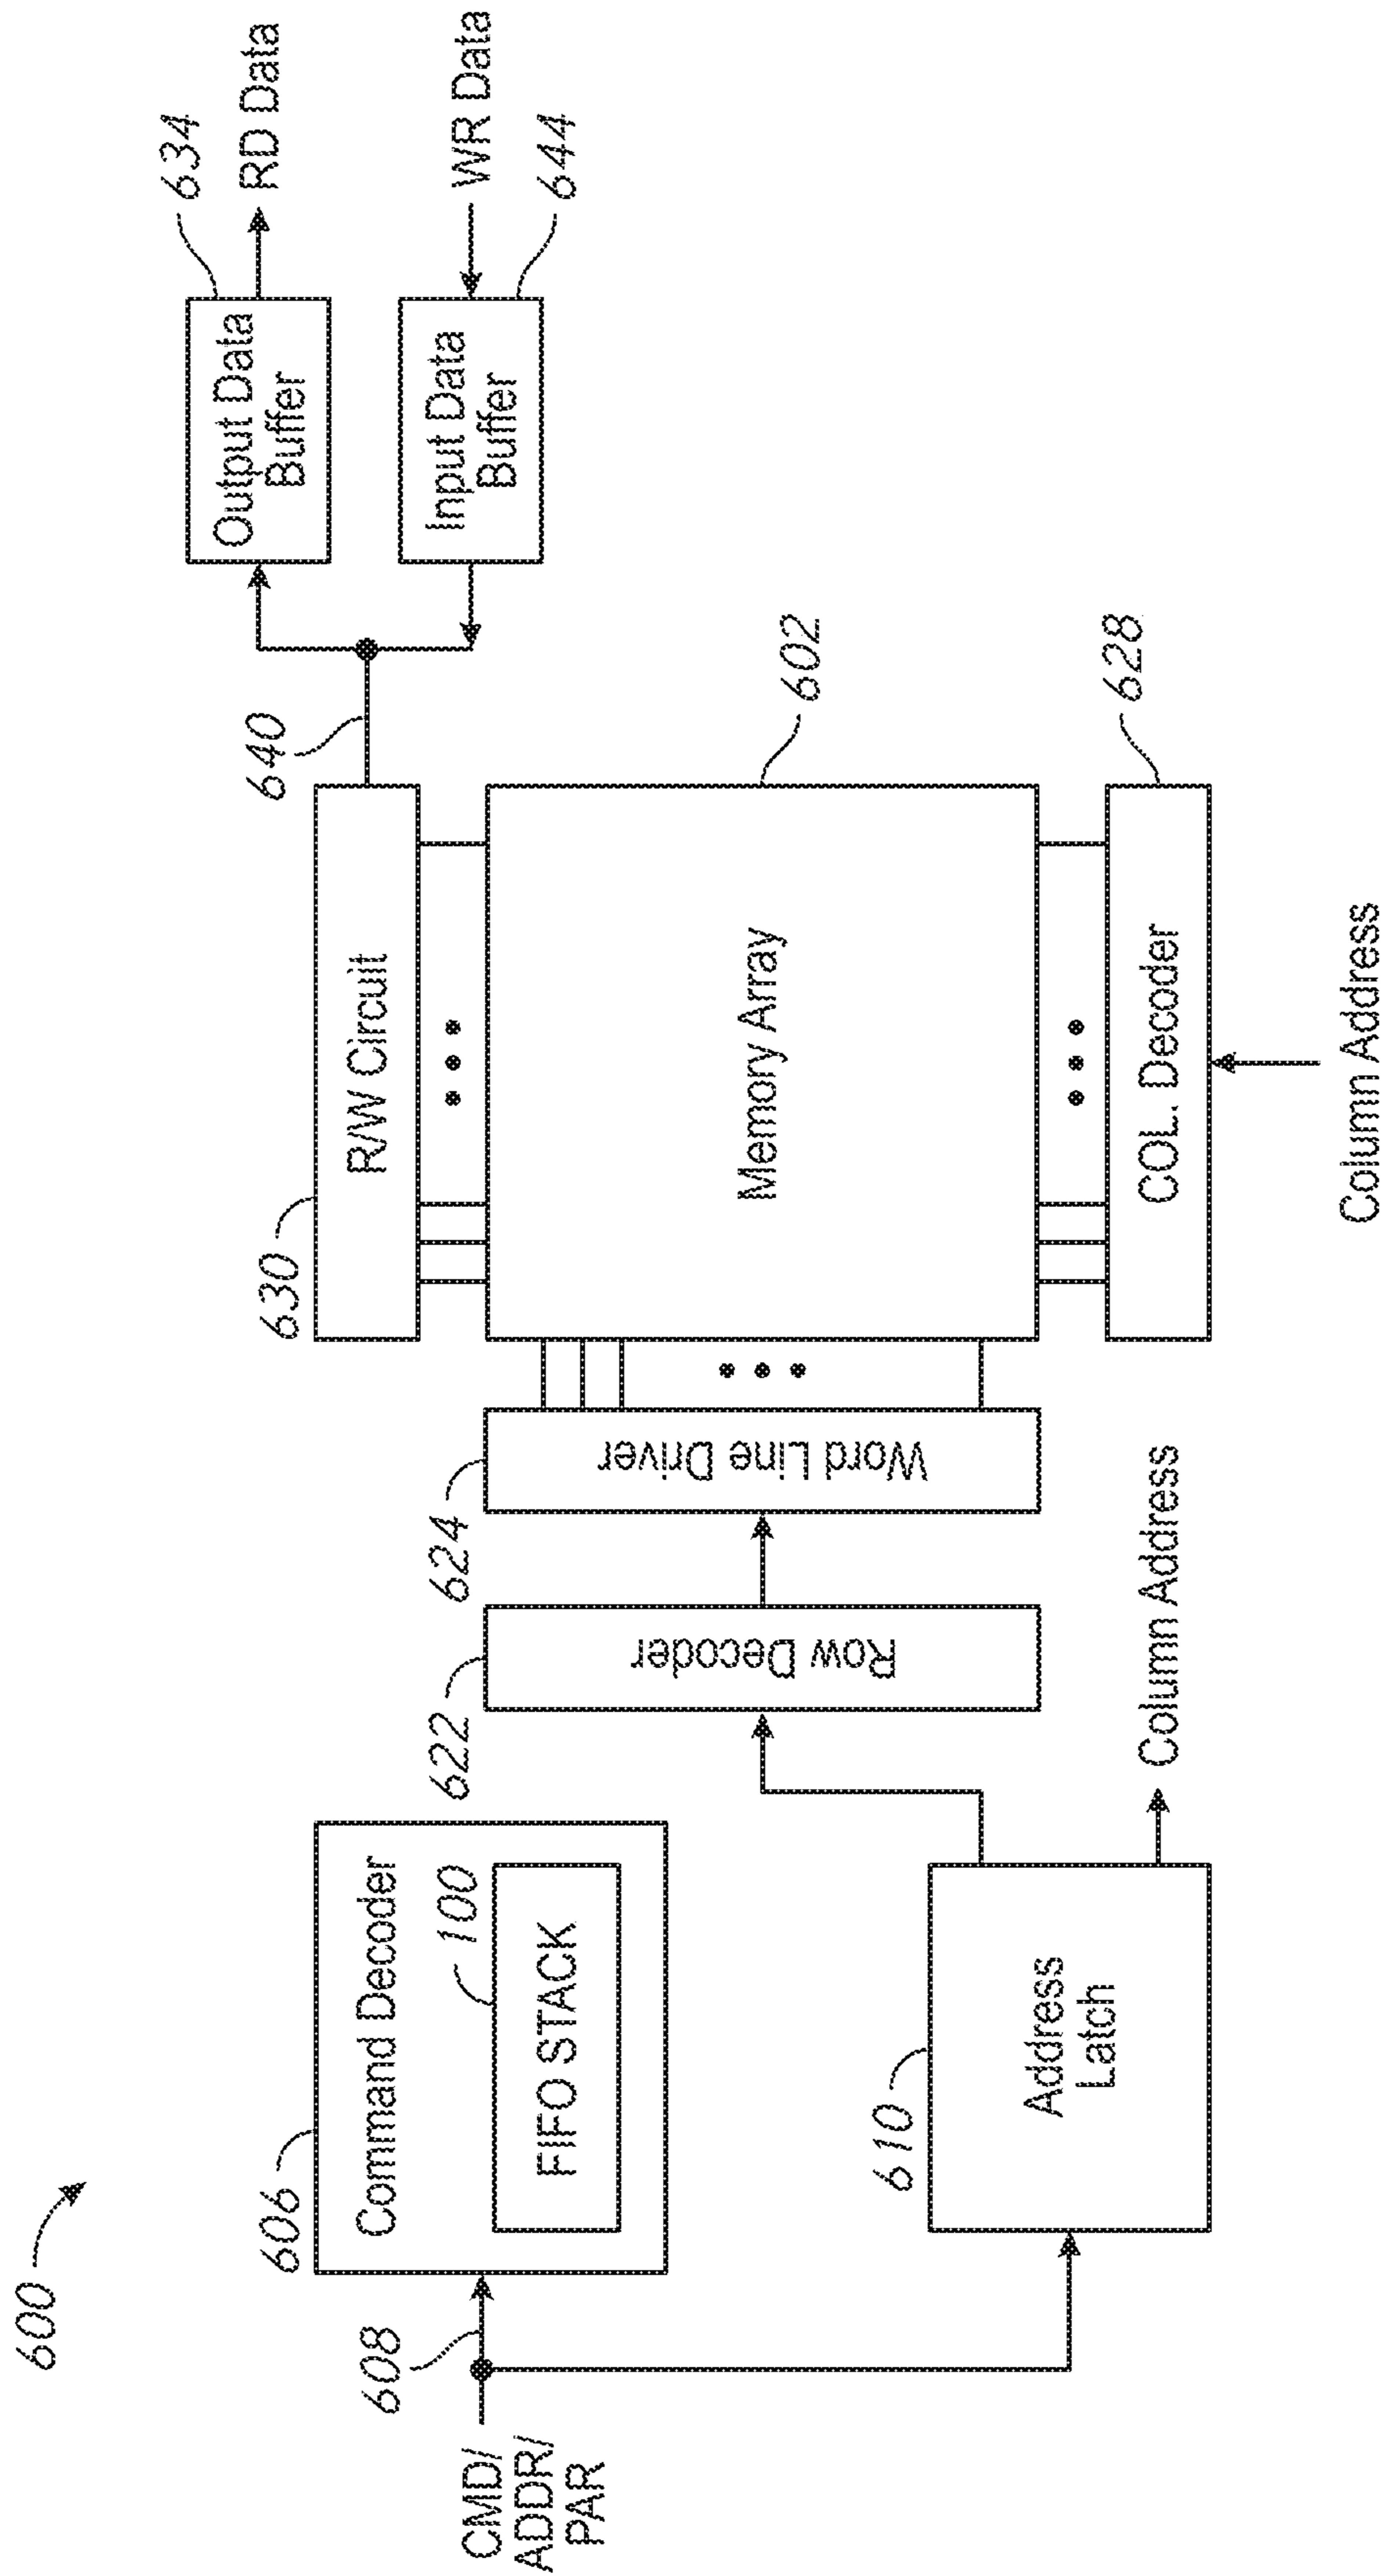 600
CMD/
ADDR/
PAR
608
606
Command Decoder
100
FIFO STACK
610
Address
Latch
Column Address
622
Row Decoder
624
Word Line Driver
630
R/W Circuit
640
Memory Array
602
COL. Decoder
628
Column Address
Output Data
Buffer
634
RD Data
Input Data
Buffer
644
WR Data